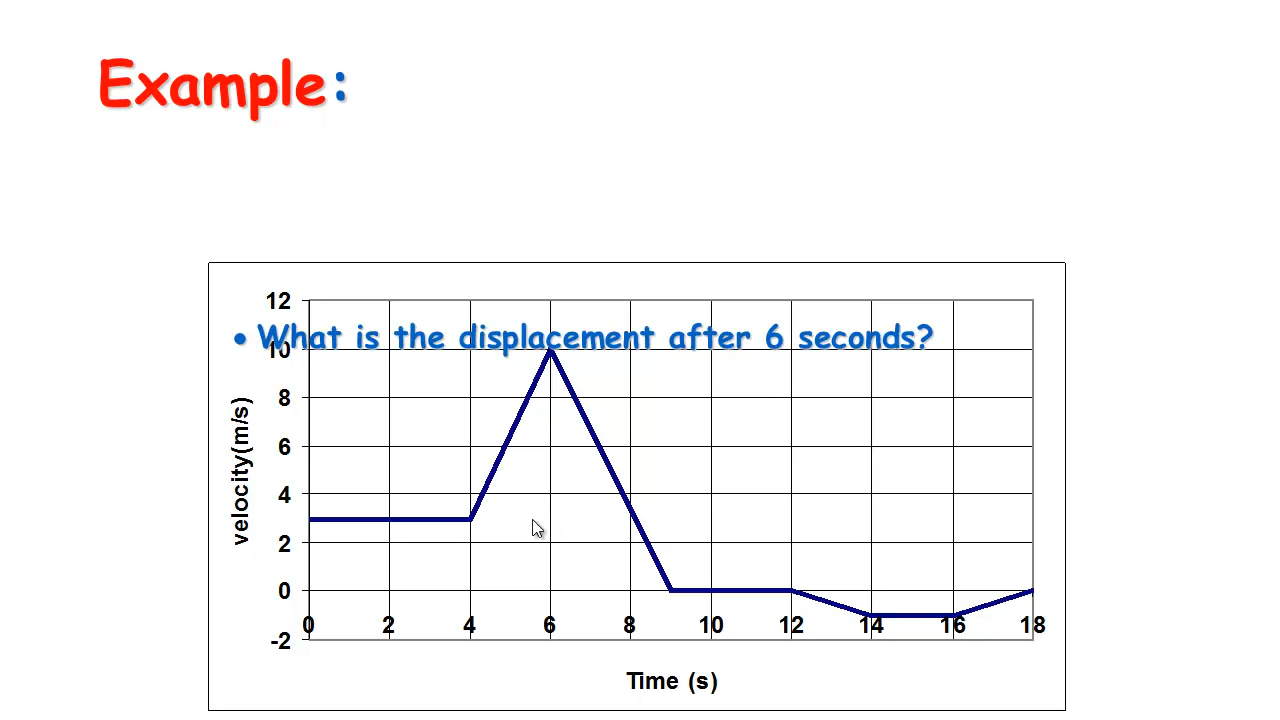 Example:
12
• What is the displacement after 6 seconds?
10
8
6
4
2
0
-2
velocity(m/s)
0 2 4 6 8 10 12 14 16 18
Time (s)